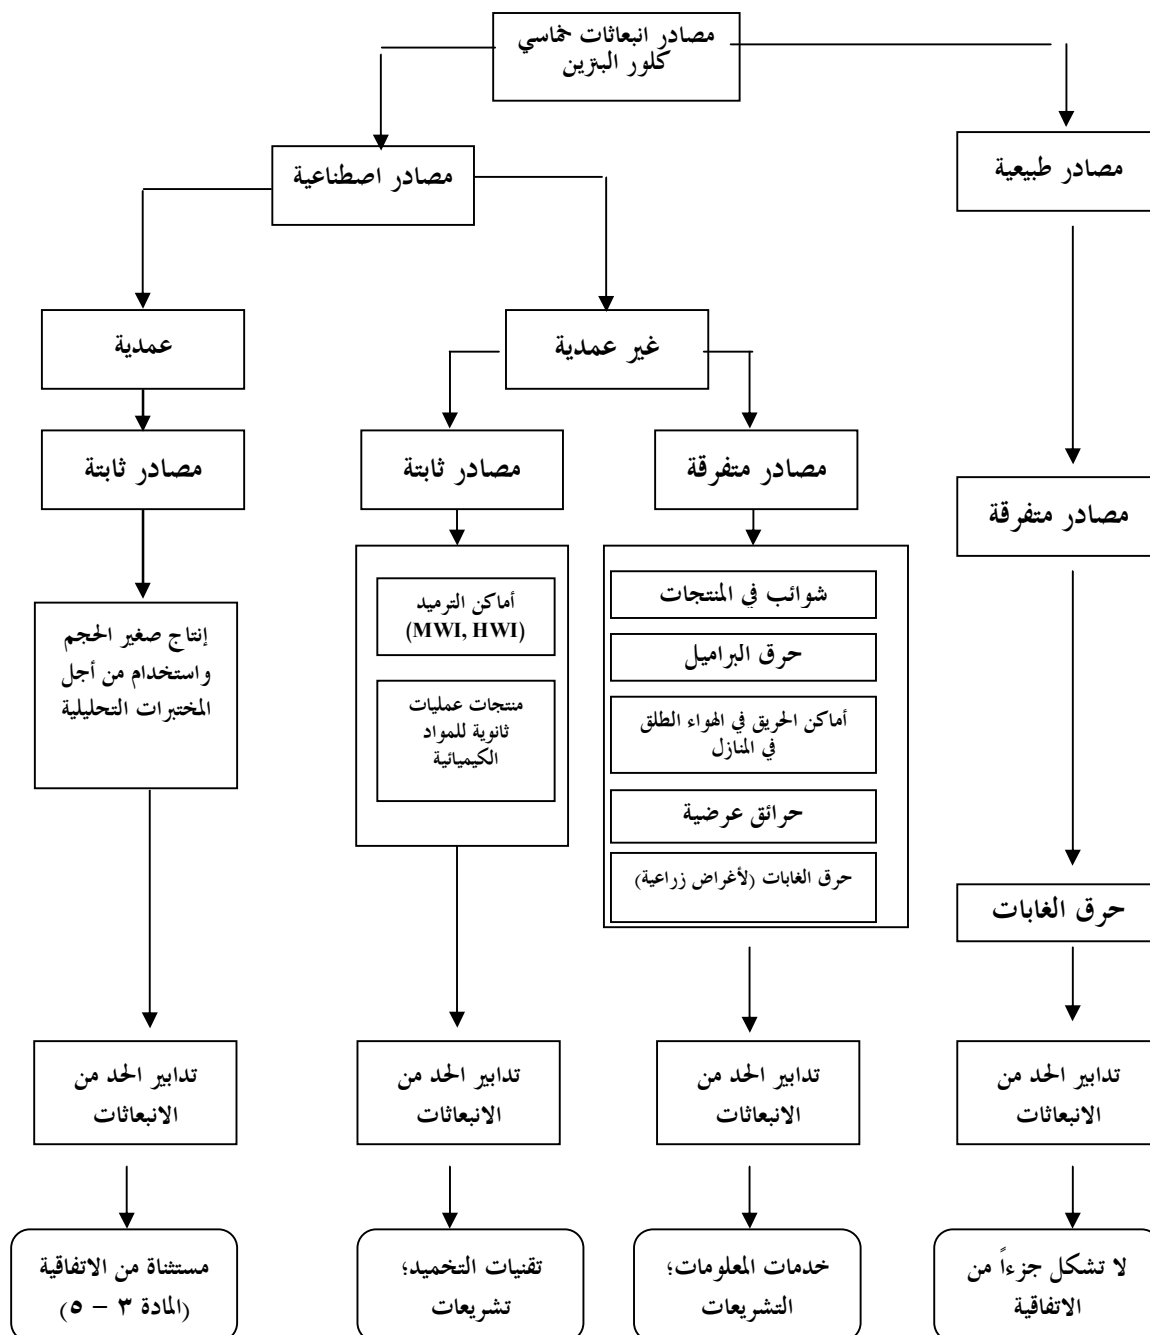 مصادر انبعاثات خماسي
كلور البنزين
مصادر طبيعية
مصادر اصطناعية
غير عمدية
عمدية
مصادر متفرقة
مصادر متفرقة
مصادر ثابتة
مصادر ثابتة
شوائب في المنتجات
حرق البراميل
أماكن الحريق في الهواء الطلق
في المنازل
حرائق عرضية
حرق الغابات (لأغراض زراعية)
أماكن الترميد
(MWI, HWI)
منتجات عمليات
ثانوية للمواد
الكيميائية
إنتاج صغير الحجم
واستخدام من أجل
المختبرات التحليلية
حرق الغابات
تدابير الحد من
الانبعاثات
تدابير الحد من
الانبعاثات
تدابير الحد من
الانبعاثات
تدابير الحد من
الانبعاثات
لا تشكل جزءاً من
الاتفاقية
خدمات المعلومات؛
التشريعات
تقنيات التخميد؛
تشريعات
مستثناة من الاتفاقية
(المادة ٣ – ٥)